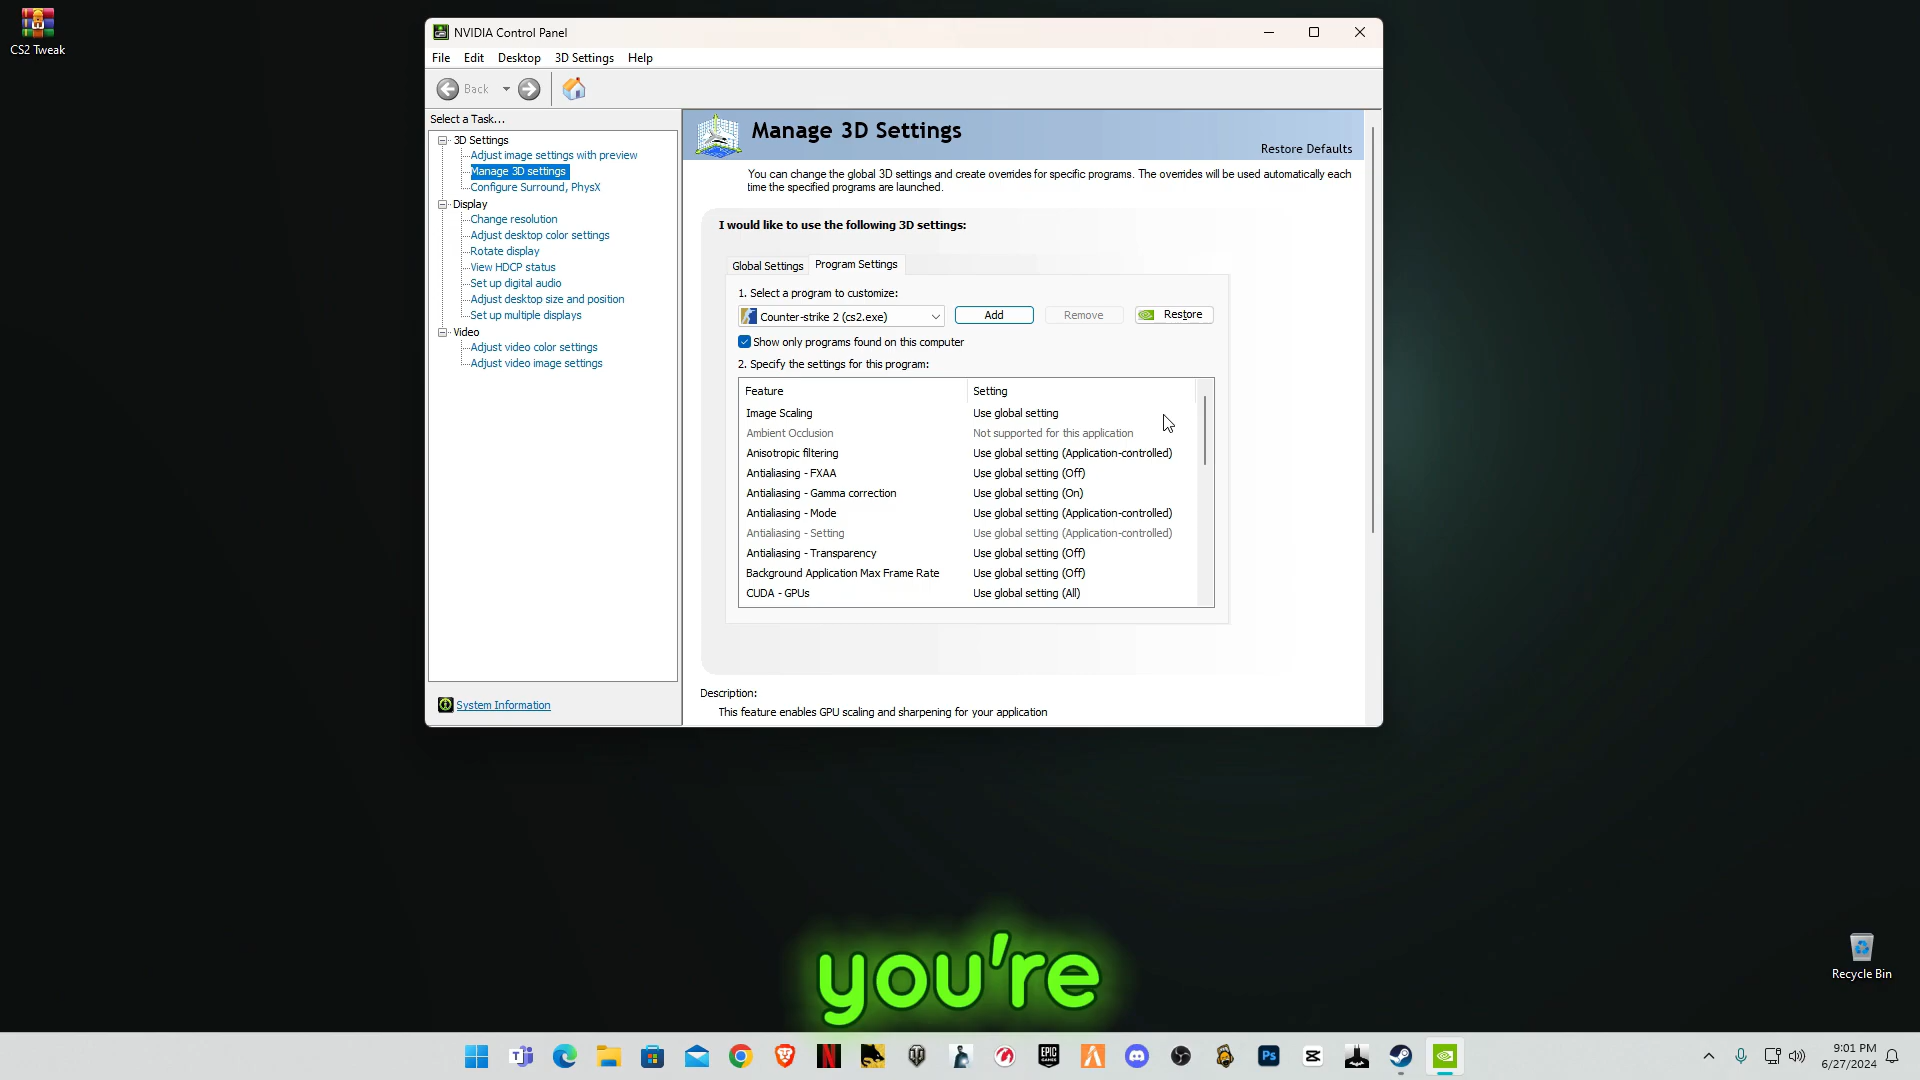 CS2 Tweak
NVIDIA Control Panel
File Edit Desktop 3D Settings Help
Back
Select a Task...
3D Settings
Adjust image settings with preview
Manage 3D settings
Configure Surround, PhysX
Display
Change resolution
Adjust desktop color settings
Rotate display
View HDCP status
Set up digital audio
Adjust desktop size and position
Set up multiple displays
Video
Adjust video color settings
Adjust video image settings
System Information
Manage 3D Settings
Restore Defaults
You can change the global 3D settings and create overrides for specific programs. The overrides will be used automatically each
time the specified programs are launched.
I would like to use the following 3D settings:
Global Settings Program Settings
1. Select a program to customize:
Counter-strike 2 (cs2.exe) Add Remove Restore
Show only programs found on this computer
2. Specify the settings for this program:
Feature Setting
Image Scaling Use global setting
Ambient Occlusion Not supported for this application
Anisotropic filtering Use global setting (Application-controlled)
Antialiasing - FXAA Use global setting (Off)
Antialiasing - Gamma correction Use global setting (On)
Antialiasing - Mode Use global setting (Application-controlled)
Antialiasing - Setting Use global setting (Application-controlled)
Antialiasing - Transparency Use global setting (Off)
Background Application Max Frame Rate Use global setting (Off)
CUDA - GPUs Use global setting (All)
Description:
This feature enables GPU scaling and sharpening for your application
you're
Recycle Bin
EPIC
GAMES
Ps
9:01 PM
6/27/2024